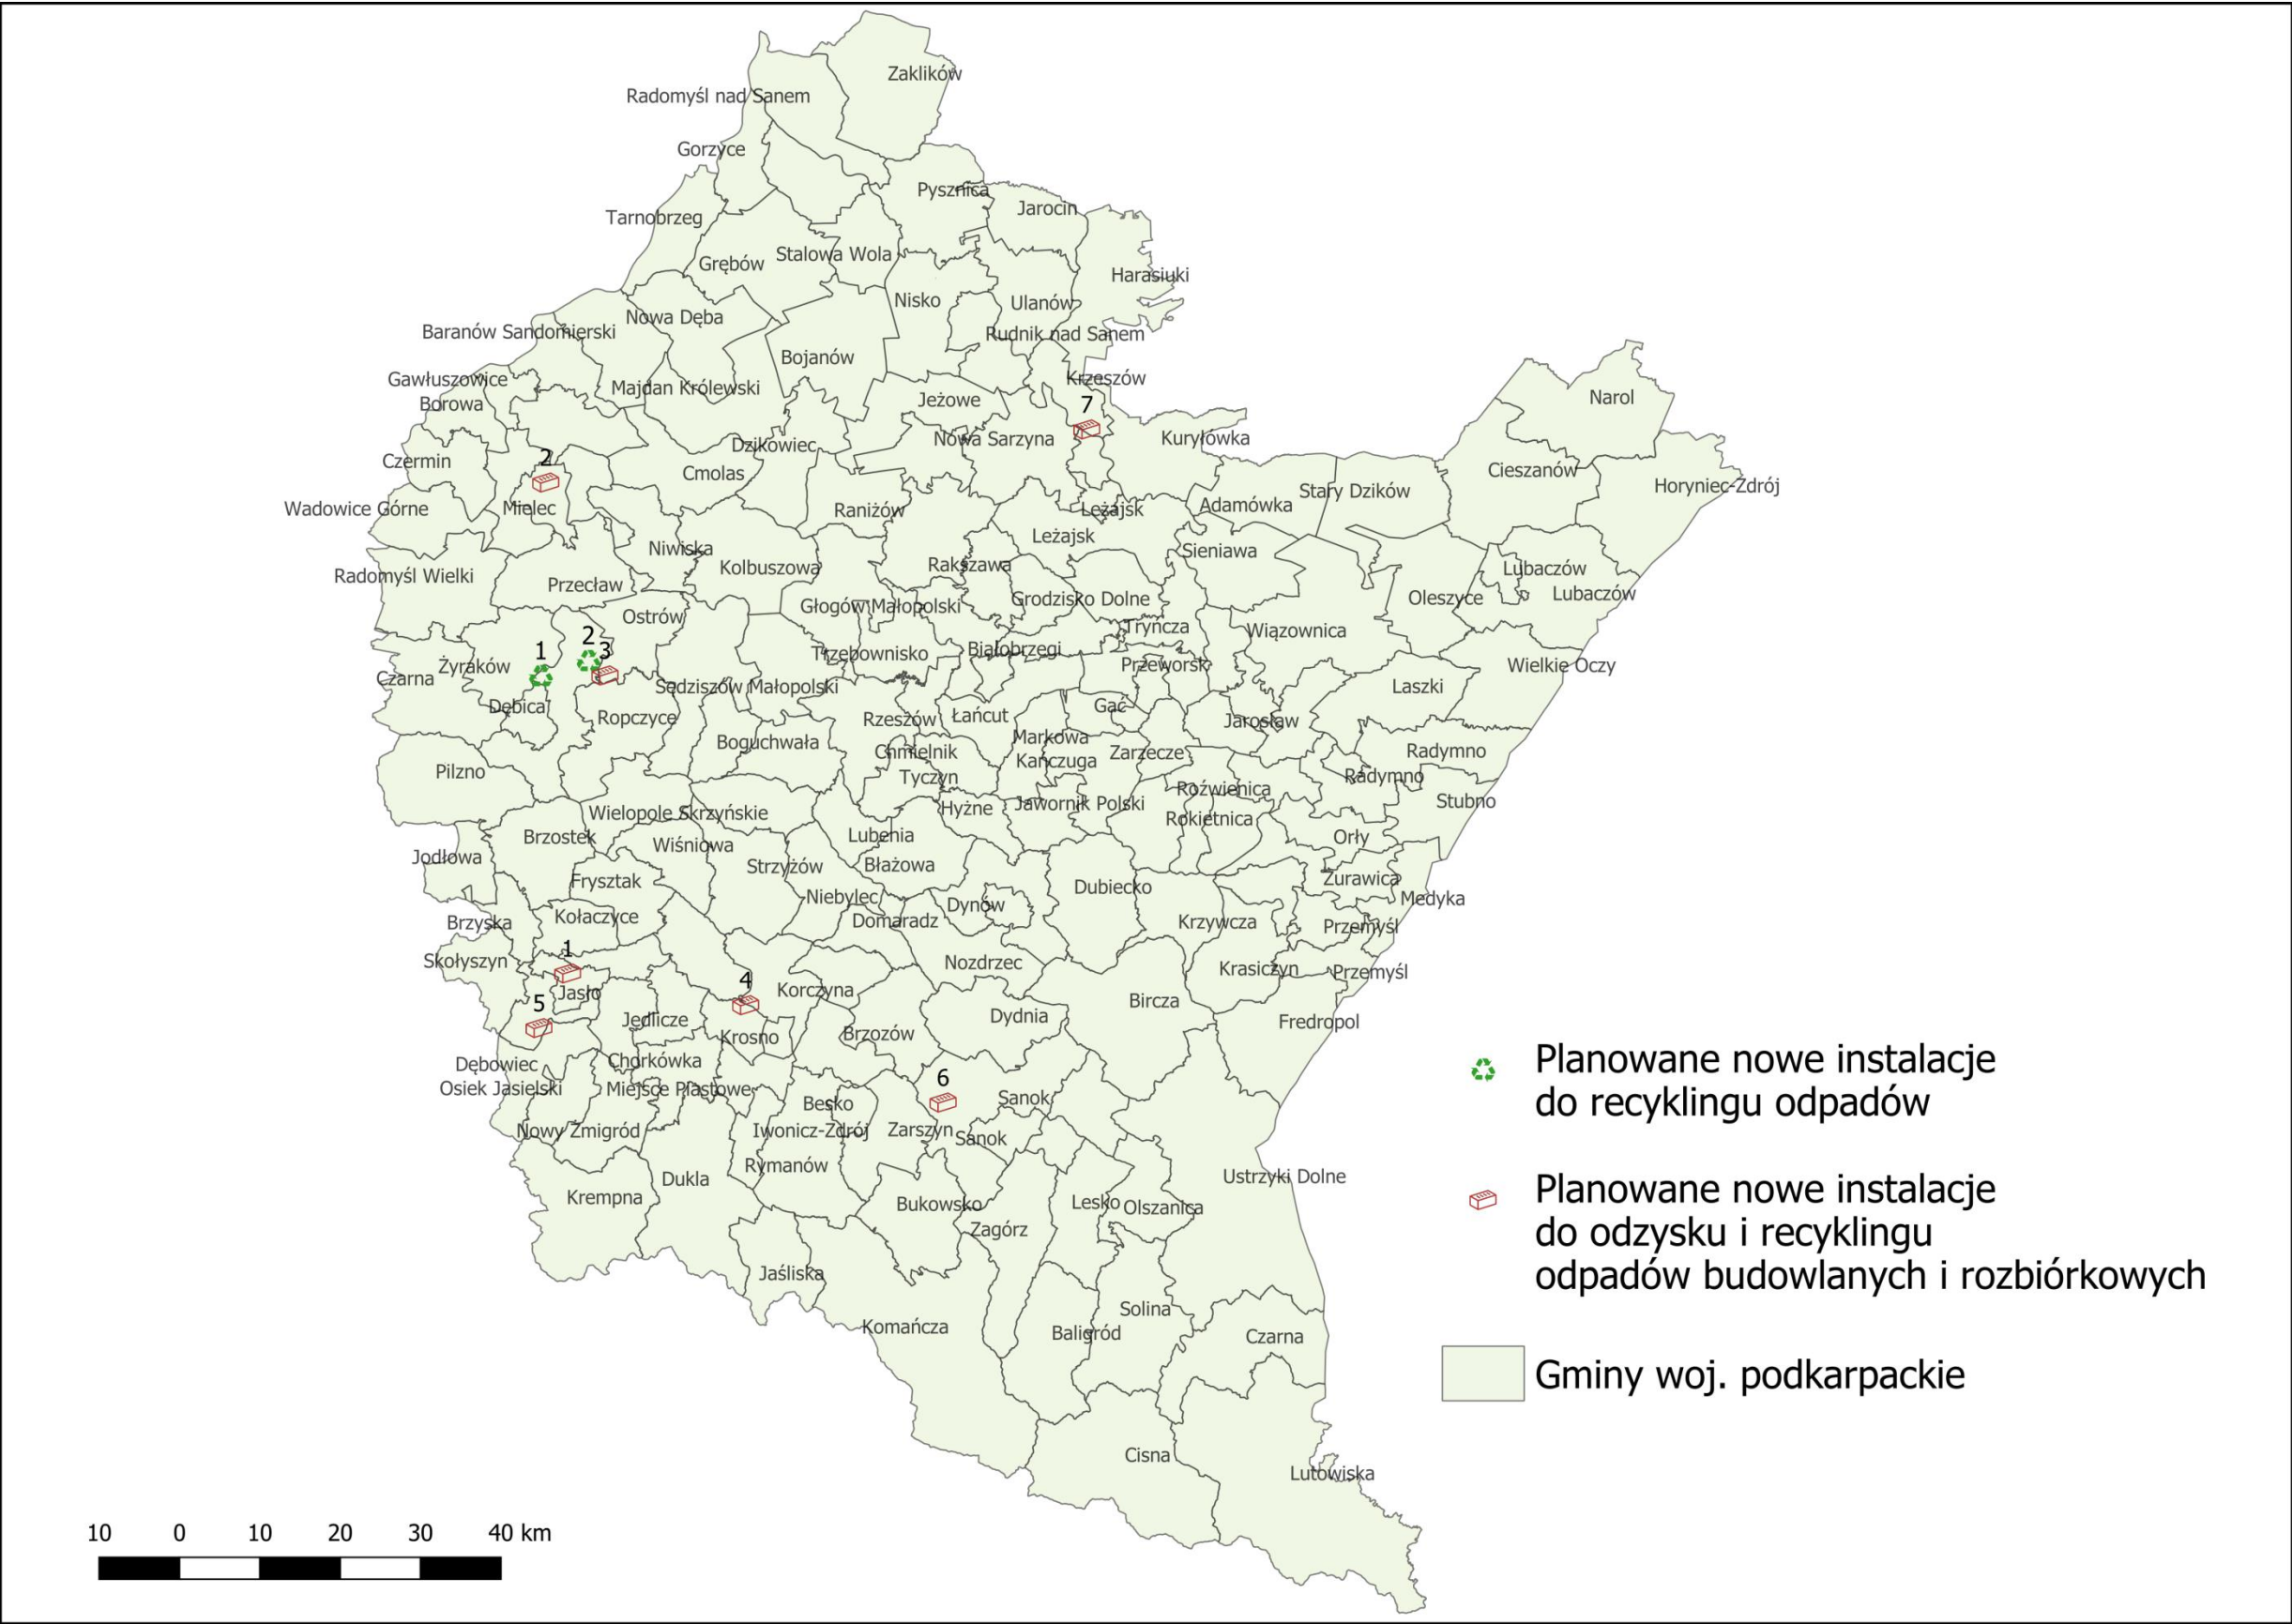 Zaklików
Radomyśl nad Sanem
Gorzyce
Pysznica
Jarocin
Tarnobrzeg
Stalowa Wola
Grębów
Harasiuki
Nisko
Ulanów
Nowa Dęba
Baranów Sandomierski
Rudnik nad Sanem
Bojanów
Gawłuszowice
Krzeszów
Majdan Królewski
Narol
Jeżowe
Borowa
7
Nowa Sarzyna
Kuryłówka
Dzikowiec
2
Czermin
Cmolas
Cieszanów
Horyniec-Zdrój
Stary Dzików
Adamówka
Wadowice Górne
Mielec
Raniżów
Leżajsk
Leżajsk
Niwiska
Sieniawa
Kolbuszowa
Rakszawa
Lubaczów
Radomyśl Wielki
Przecław
Lubaczów
Oleszyce
Grodzisko Dolne
Głogów Małopolski
Ostrów
Tryńcza
Wiązownica
2
1
3
Białobrzegi
Trzebownisko
Przeworsk
Wielkie Oczy
Żyraków
Czarna
Sędziszów Małopolski
Laszki
Dębica
Gać
Ropczyce
Rzeszów
Łańcut
Jarosław
Markowa
Boguchwała
Chmielnik
Zarzecze
Radymno
Kańczuga
Pilzno
Tyczyn
Radymno
Roźwienica
Stubno
Jawornik Polski
Hyżne
Wielopole Skrzyńskie
Rokietnica
Brzostek
Lubenia
Orły
Wiśniowa
Jodłowa
Strzyżów
Błażowa
Frysztak
Żurawica
Dubiecko
Niebylec
Medyka
Dynów
Kołaczyce
Domaradz
Brzyska
Krzywcza
Przemyśl
1
Skołyszyn
Nozdrzec
Krasiczyn
Przemyśl
4
Korczyna
Jasło
5
Bircza
Dydnia
Jedlicze
Fredropol
Brzozów
Krosno
Dębowiec
Chorkówka
6
Osiek Jasielski
Miejsce Piastowe
Besko
Sanok
Nowy Żmigród
Iwonicz-Zdrój
Zarszyn
Sanok
Rymanów
Dukla
Ustrzyki Dolne
Krempna
Bukowsko
Lesko
Olszanica
Zagórz
Jaśliska
Solina
Komańcza
Baligród
Czarna
Cisna
Lutowiska
Planowane nowe instalacje
do recyklingu odpadów
Planowane nowe instalacje
do odzysku i recyklingu
odpadów budowlanych i rozbiórkowych
Gminy woj. podkarpackie
10 0 10 20 30 40 km